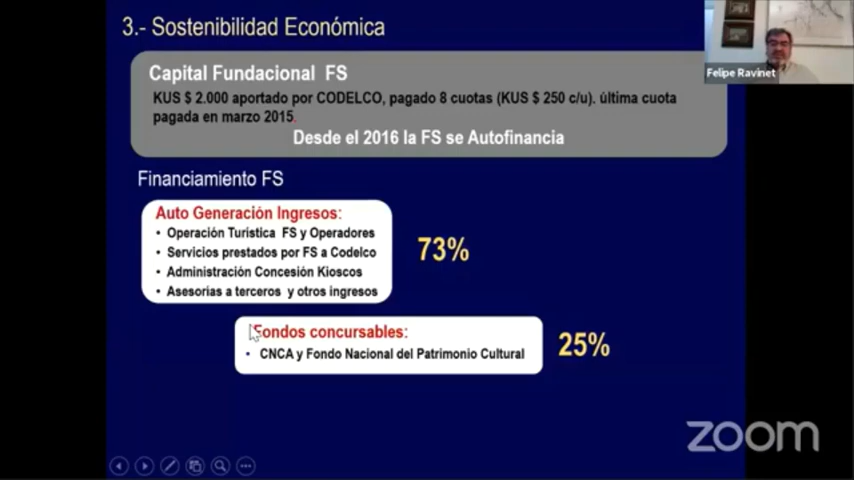 3.- Sostenibilidad Económica
Felipe Ravinet
Capital Fundacional FS
KUS $ 2.000 aportado por CODELCO, pagado 8 cuotas (KUS $ 250 c/u). última cuota
pagada en marzo 2015.
Desde el 2016 la FS se Autofinancia
Financiamiento FS
Auto Generación Ingresos:
• Operación Turística FS y Operadores
• Servicios prestados por FS a Codelco
• Administración Concesión Kioscos
• Asesorías a terceros y otros ingresos
73%
Fondos concursables:
• CNCA y Fondo Nacional del Patrimonio Cultural
25%
zoom